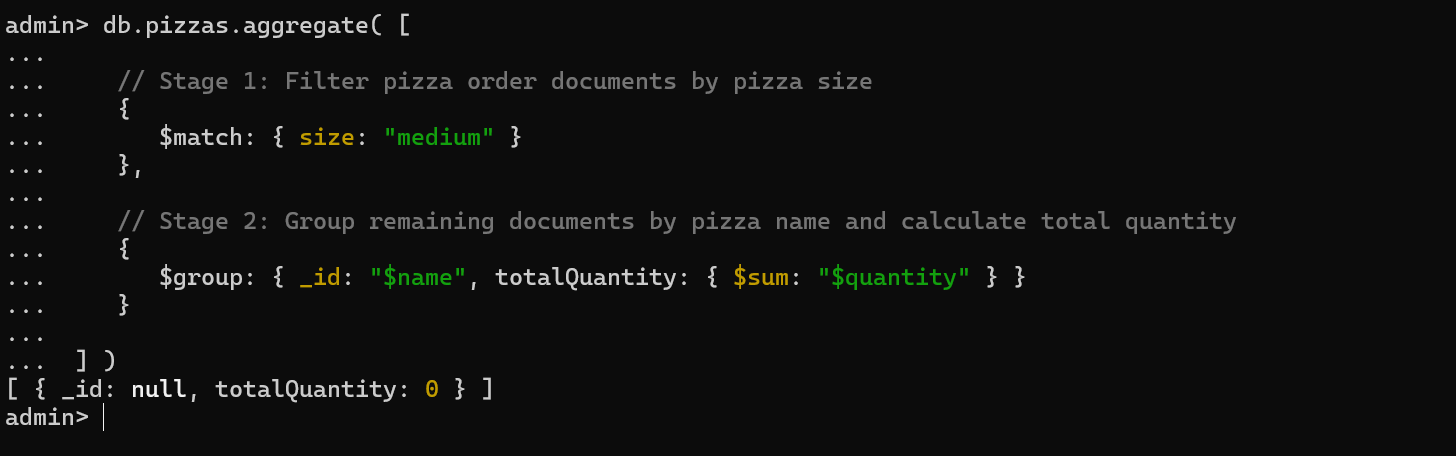 admin> db.pizzas.aggregate( [
...
...     // Stage 1: Filter pizza order documents by pizza size
...     {
...        $match: { size: "medium" }
...     },
...
...     // Stage 2: Group remaining documents by pizza name and calculate total quantity
...     {
...        $group: { _id: "$name", totalQuantity: { $sum: "$quantity" } }
...     }
...
...  ] )
[ { _id: null, totalQuantity: 0 } ]
admin>